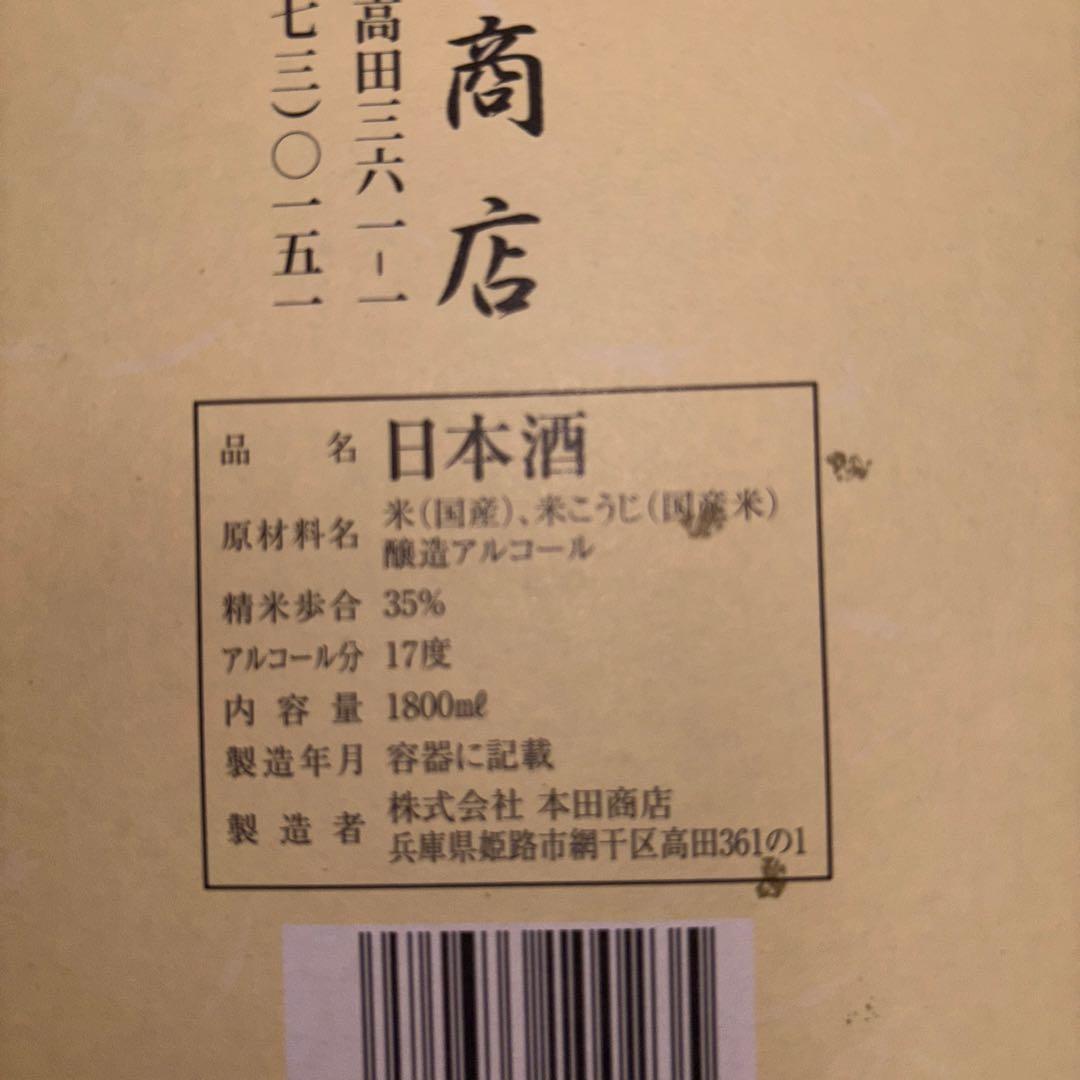 商店
高田三六一-一
七三)〇一五一
品名 日本酒
原材料名 米(国産)、米こうじ(国産米)
醸造アルコール
精米歩合 35%
アルコール分 17度
内容量 1800mℓ
製造年月 容器に記載
製造者 株式会社 本田商店
兵庫県姫路市網干区高田361の1